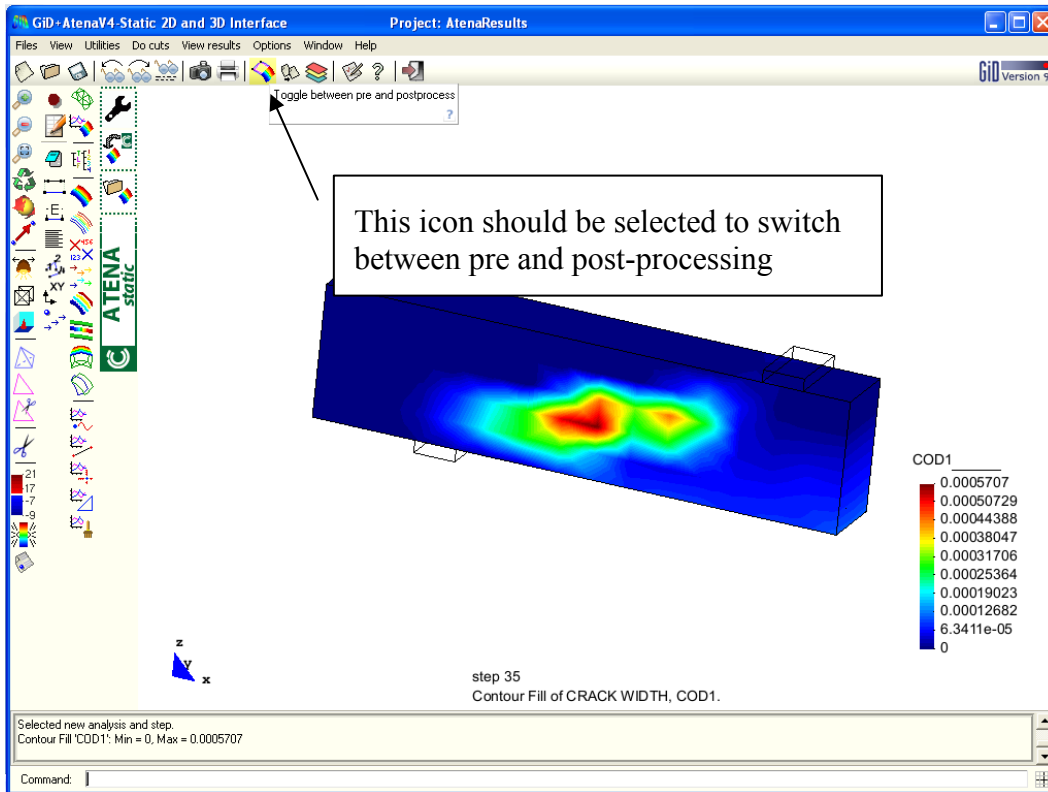 GiD+AtenaV4-Static 2D and 3D Interface Project: AtenaResults
Files View Utilities Do cuts View results Options Window Help
GiD Version 9
Toggle between pre and postprocess
?
This icon should be selected to switch
between pre and post-processing
ATENA
static
E
456
123
XY
21
17
-7
-9
COD1
0.0005707
0.00050729
0.00044388
0.00038047
0.00031706
0.00025364
0.00019023
0.00012682
6.3411e-05
0
z
y
x
step 35
Contour Fill of CRACK WIDTH, COD1.
Selected new analysis and step.
Contour Fill 'COD1': Min = 0, Max = 0.0005707
Command: